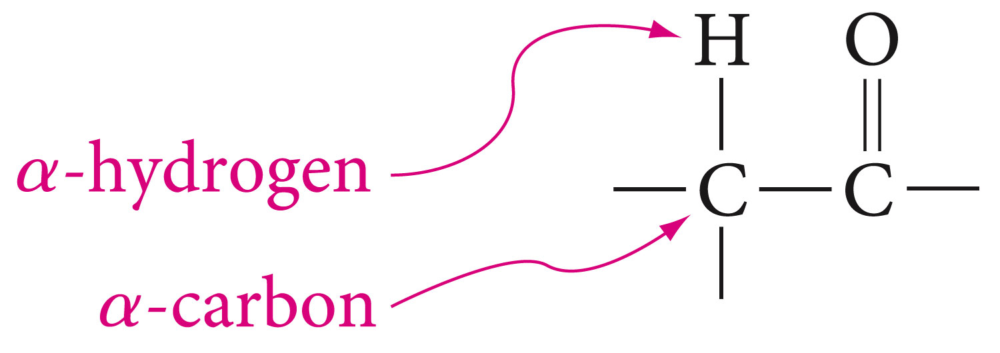 H O
α-hydrogen
C C
α-carbon